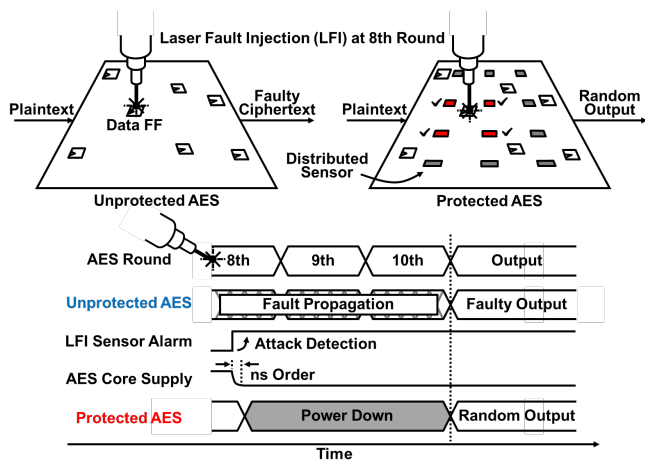 Laser Fault Injection (LFI) at 8th Round
Plaintext
Data FF
Faulty
Ciphertext
Unprotected AES
Plaintext
Random
Output
Distributed
Sensor
Protected AES
AES Round
8th
9th
10th
Output
Unprotected AES
Fault Propagation
Faulty Output
LFI Sensor Alarm
Attack Detection
AES Core Supply
ns Order
Protected AES
Power Down
Random Output
Time